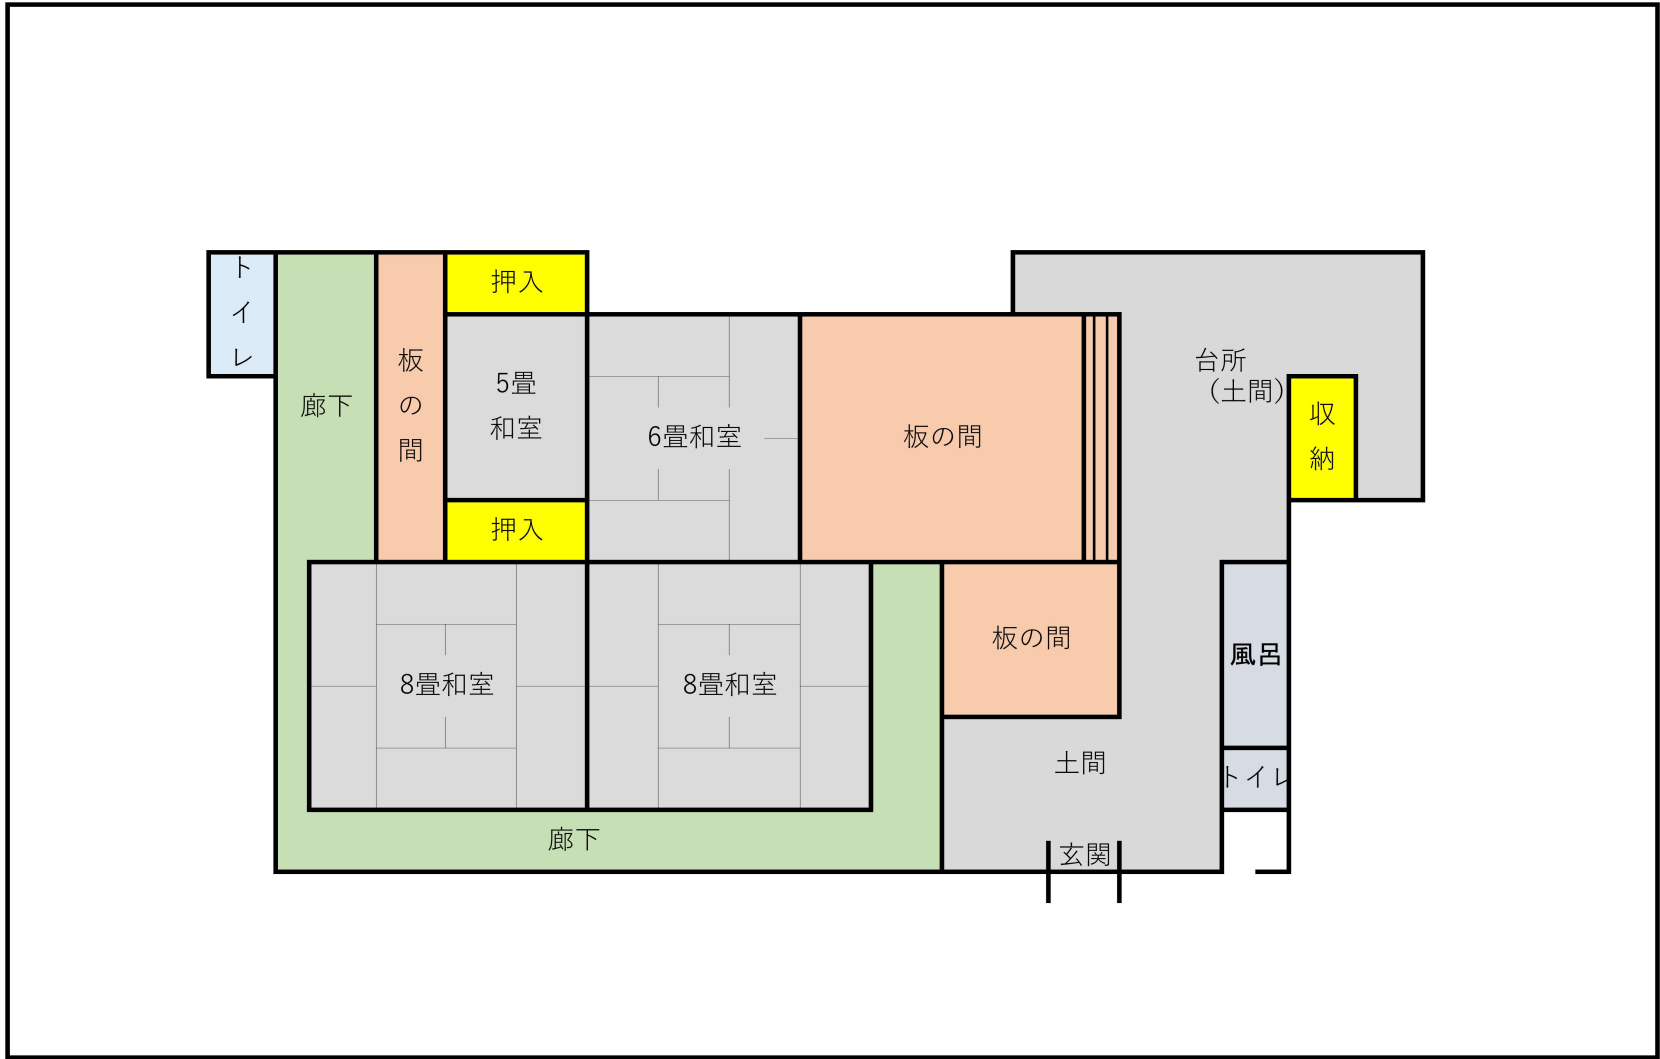 トイレ
廊下
板の間
押入
5畳
和室
押入
6畳和室
板の間
台所
（土間）
収納
8畳和室
8畳和室
板の間
風呂
土間
トイレ
廊下
玄関